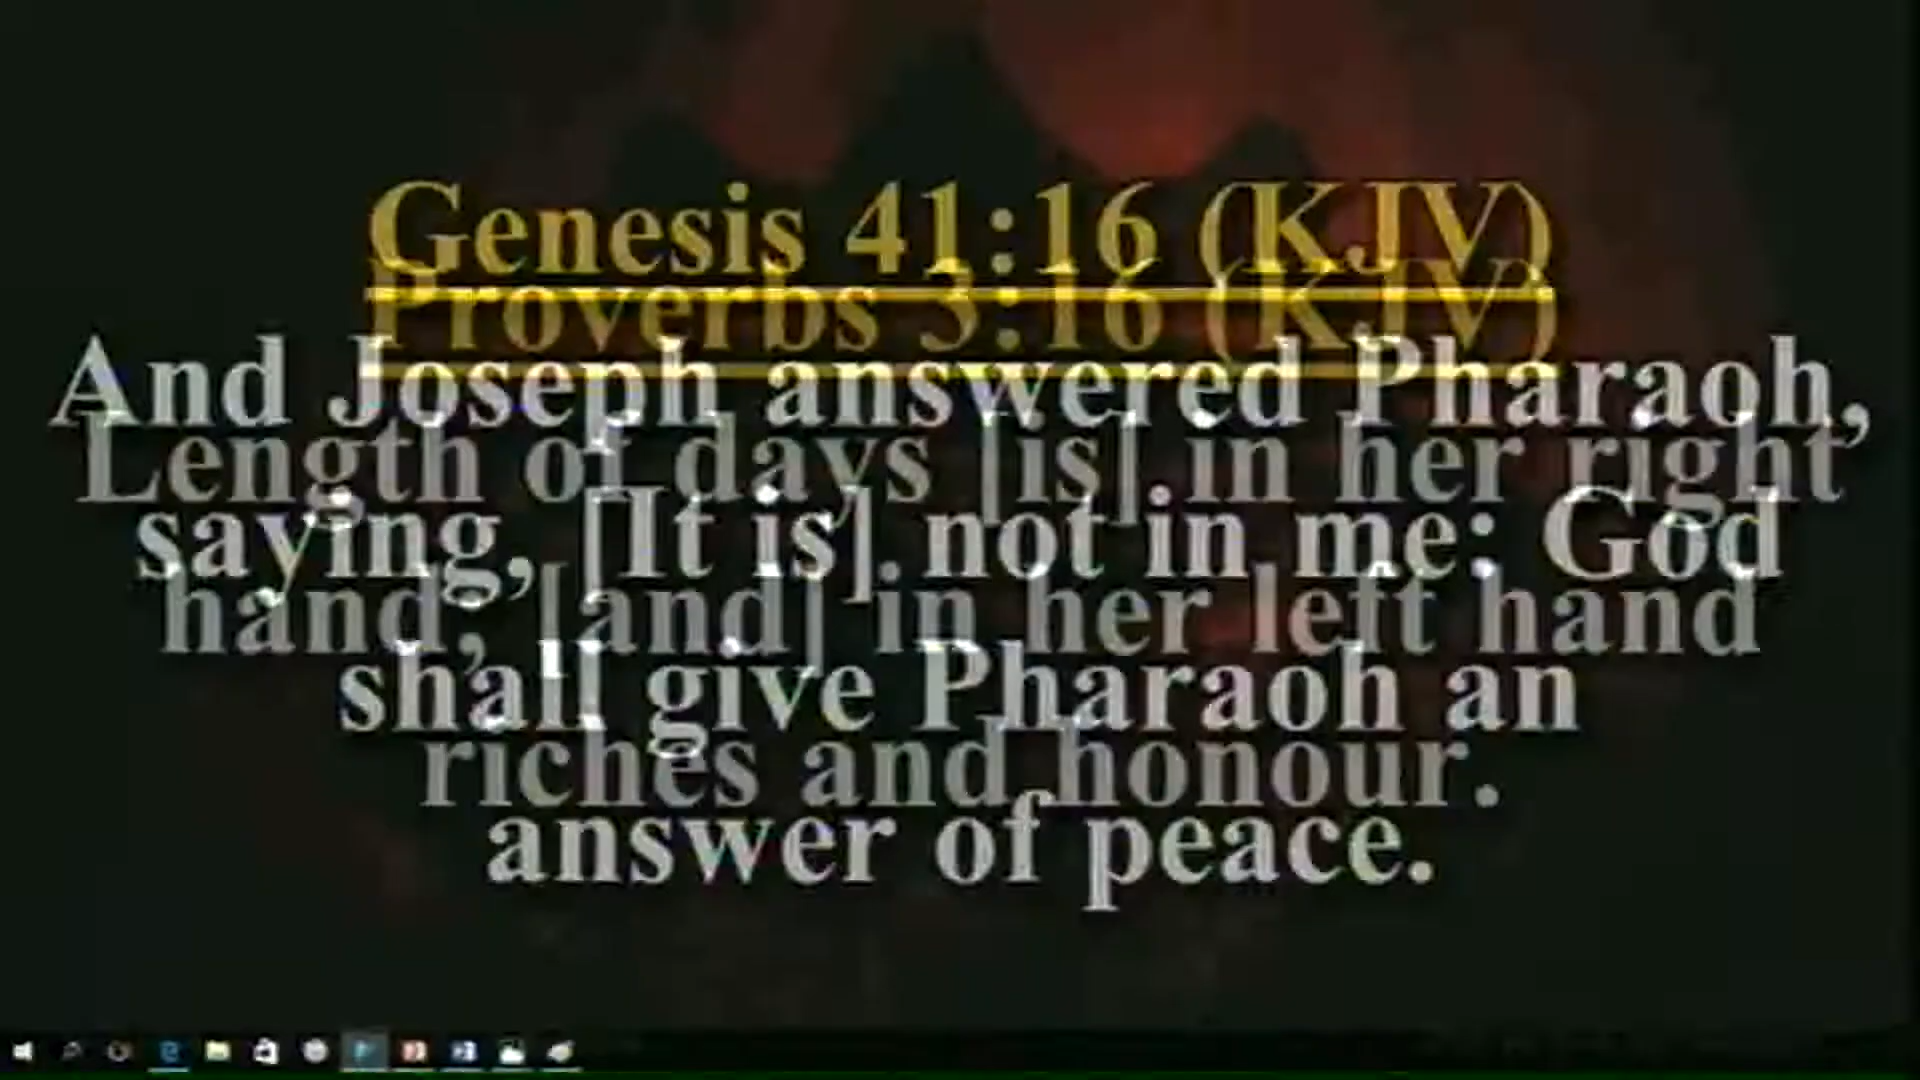 Genesis 41:16 (KJV)
Proverbs 3:16 (KJV)
And Joseph answered Pharaoh,
Length of days [is] in her right
saying, [It is] not in me: God
hand, [and] in her left hand
shall give Pharaoh an
riches and honour.
answer of peace.